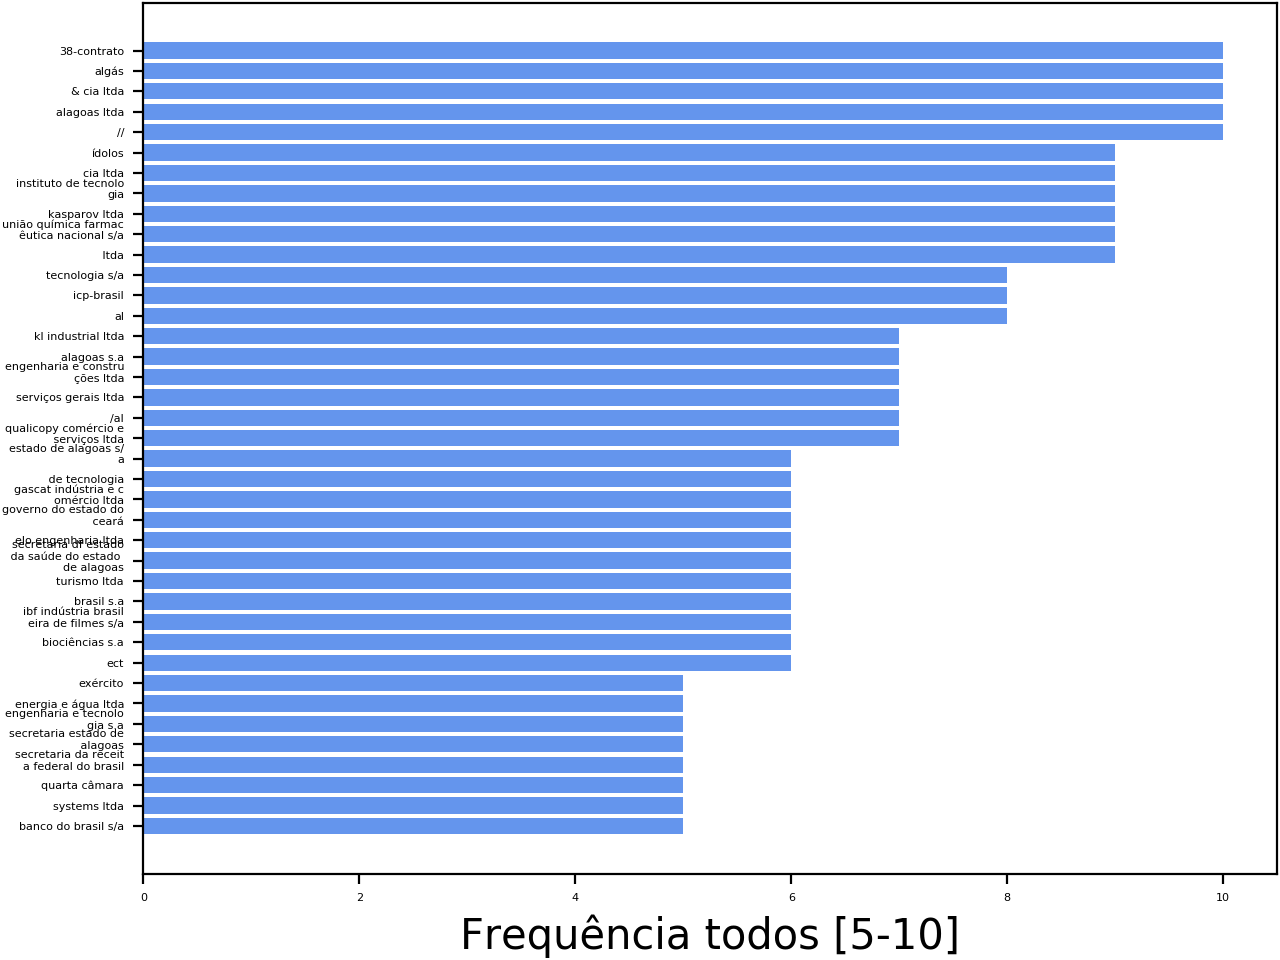 38-contrato
algás
& cia ltda
alagoas ltda
//
ídolos
cia ltda
instituto de tecnolo
gia
kasparov ltda
união química farmac
êutica nacional s/a
ltda
tecnologia s/a
icp-brasil
al
kl industrial ltda
alagoas s.a
engenharia e constru
ções ltda
serviços gerais ltda
/al
qualicopy comércio e
serviços ltda
estado de alagoas s/
a
de tecnologia
gascat indústria e c
omércio ltda
governo do estado do
ceará
elo engenharia ltda
secretaria df estado
da saúde do estado
de alagoas
turismo ltda
brasil s.a
ibf indústria brasil
eira de filmes s/a
biociências s.a
ect
exército
energia e água ltda
engenharia e tecnolo
gia s.a
secretaria estado de
alagoas
secretaria da receit
a federal do brasil
quarta câmara
systems ltda
banco do brasil s/a
0 2 4 6 8 10
Frequência todos [5-10]